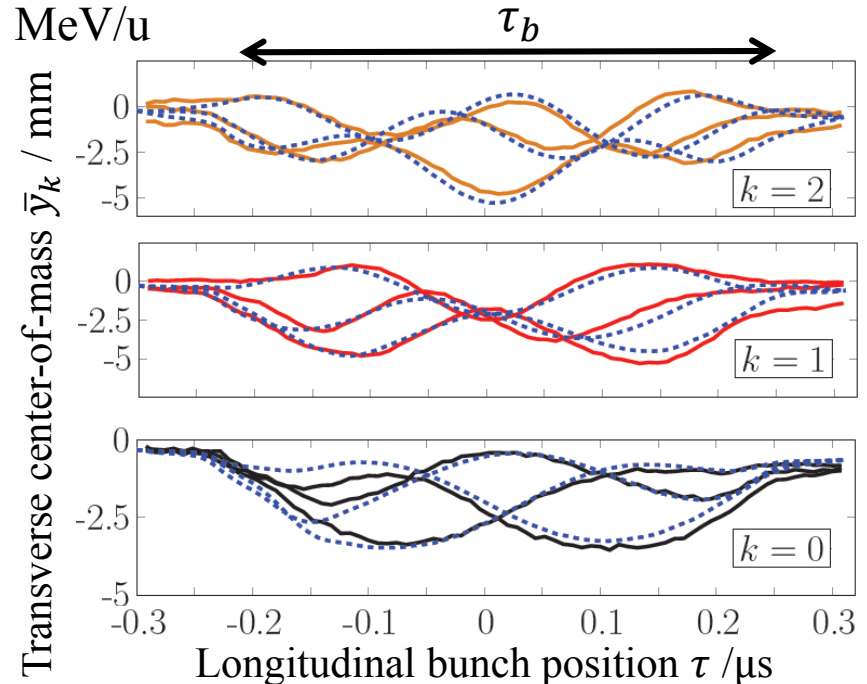 MeV/u
τ_b
Transverse center-of-mass ȳ_k / mm
0
-2.5
-5
k = 2
0
-2.5
-5
k = 1
0
-2.5
-5
k = 0
-0.3 -0.2 -0.1 0 0.1 0.2 0.3
Longitudinal bunch position τ /μs